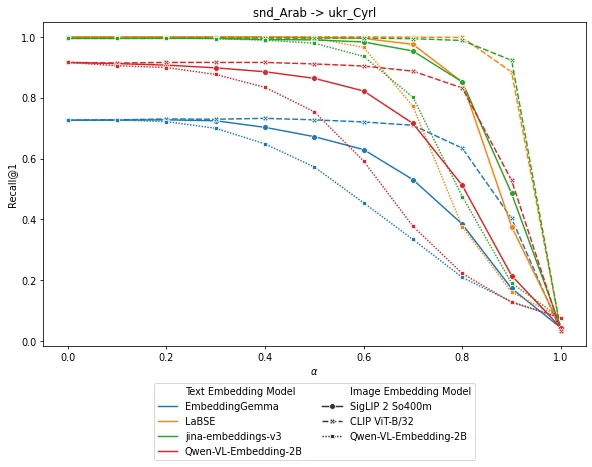 snd_Arab -> ukr_Cyrl
Recall@1
1.0
0.8
0.6
0.4
0.2
0.0
0.0 0.2 0.4 0.6 0.8 1.0
α
Text Embedding Model
EmbeddingGemma
LaBSE
jina-embeddings-v3
Qwen-VL-Embedding-2B
Image Embedding Model
SigLIP 2 So400m
CLIP ViT-B/32
Qwen-VL-Embedding-2B